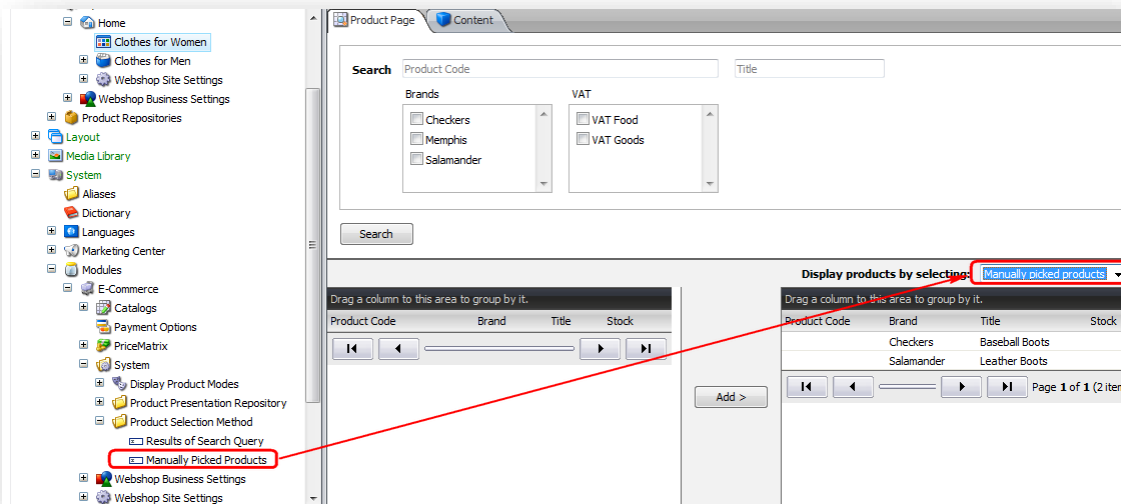 Home
Clothes for Women
Clothes for Men
Webshop Site Settings
Webshop Business Settings
Product Repositories
Layout
Media Library
System
Aliases
Dictionary
Languages
Marketing Center
Modules
E-Commerce
Catalogs
Payment Options
PriceMatrix
System
Display Product Modes
Product Presentation Repository
Product Selection Method
Results of Search Query
Manually Picked Products
Webshop Business Settings
Webshop Site Settings
Product Page Content
Search Product Code Title
Brands VAT
Checkers VAT Food
Memphis VAT Goods
Salamander
Search
Display products by selecting: Manually picked products
Drag a column to this area to group by it.
Product Code Brand Title Stock
Add >
Drag a column to this area to group by it.
Product Code Brand Title Stock
Checkers Baseball Boots
Salamander Leather Boots
Page 1 of 1 (2 iter